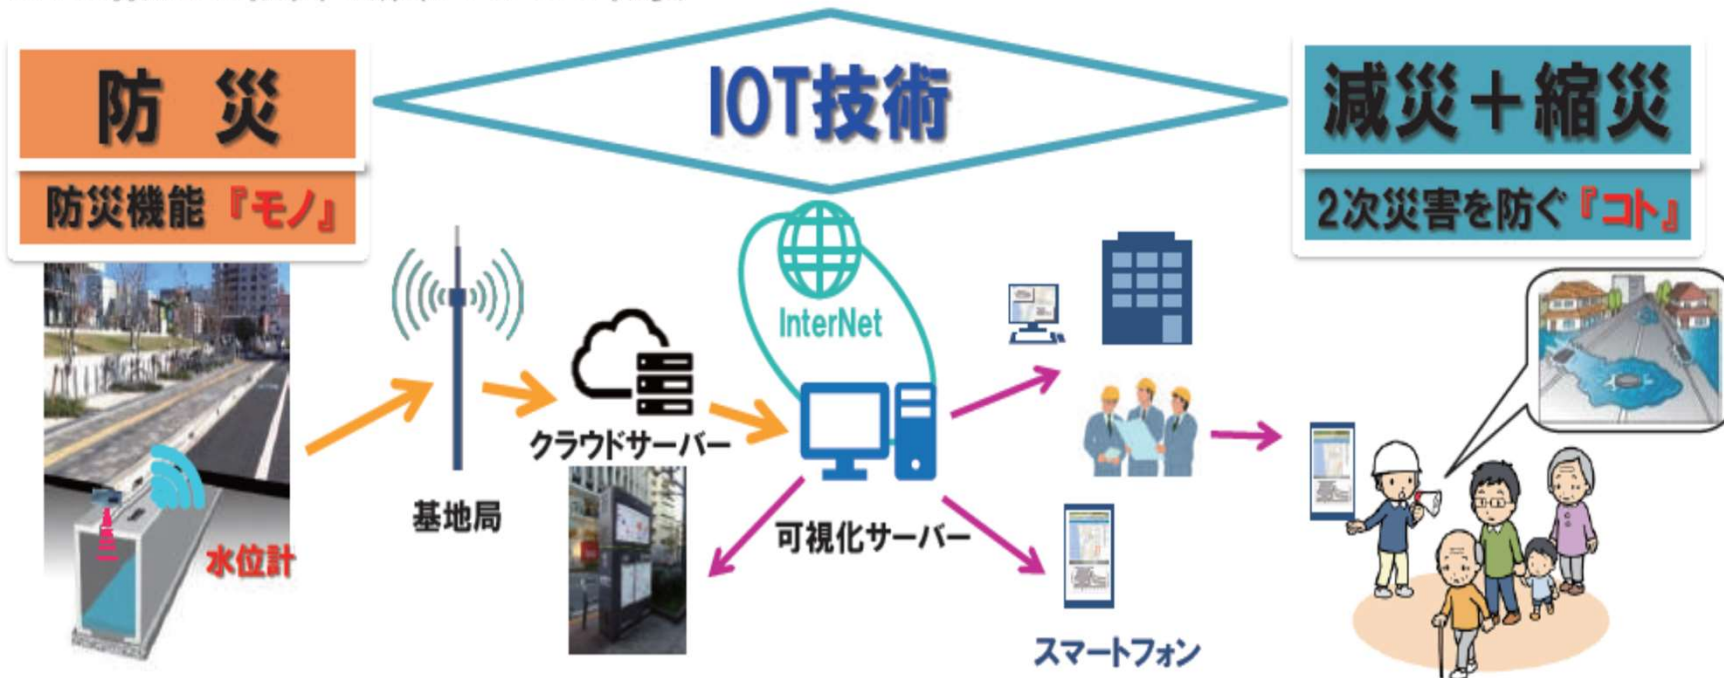 防 災
IOT技術
減災＋縮災
防災機能『モノ』
2次災害を防ぐ『コト』
InterNet
クラウドサーバー
基地局
可視化サーバー
水位計
スマートフォン